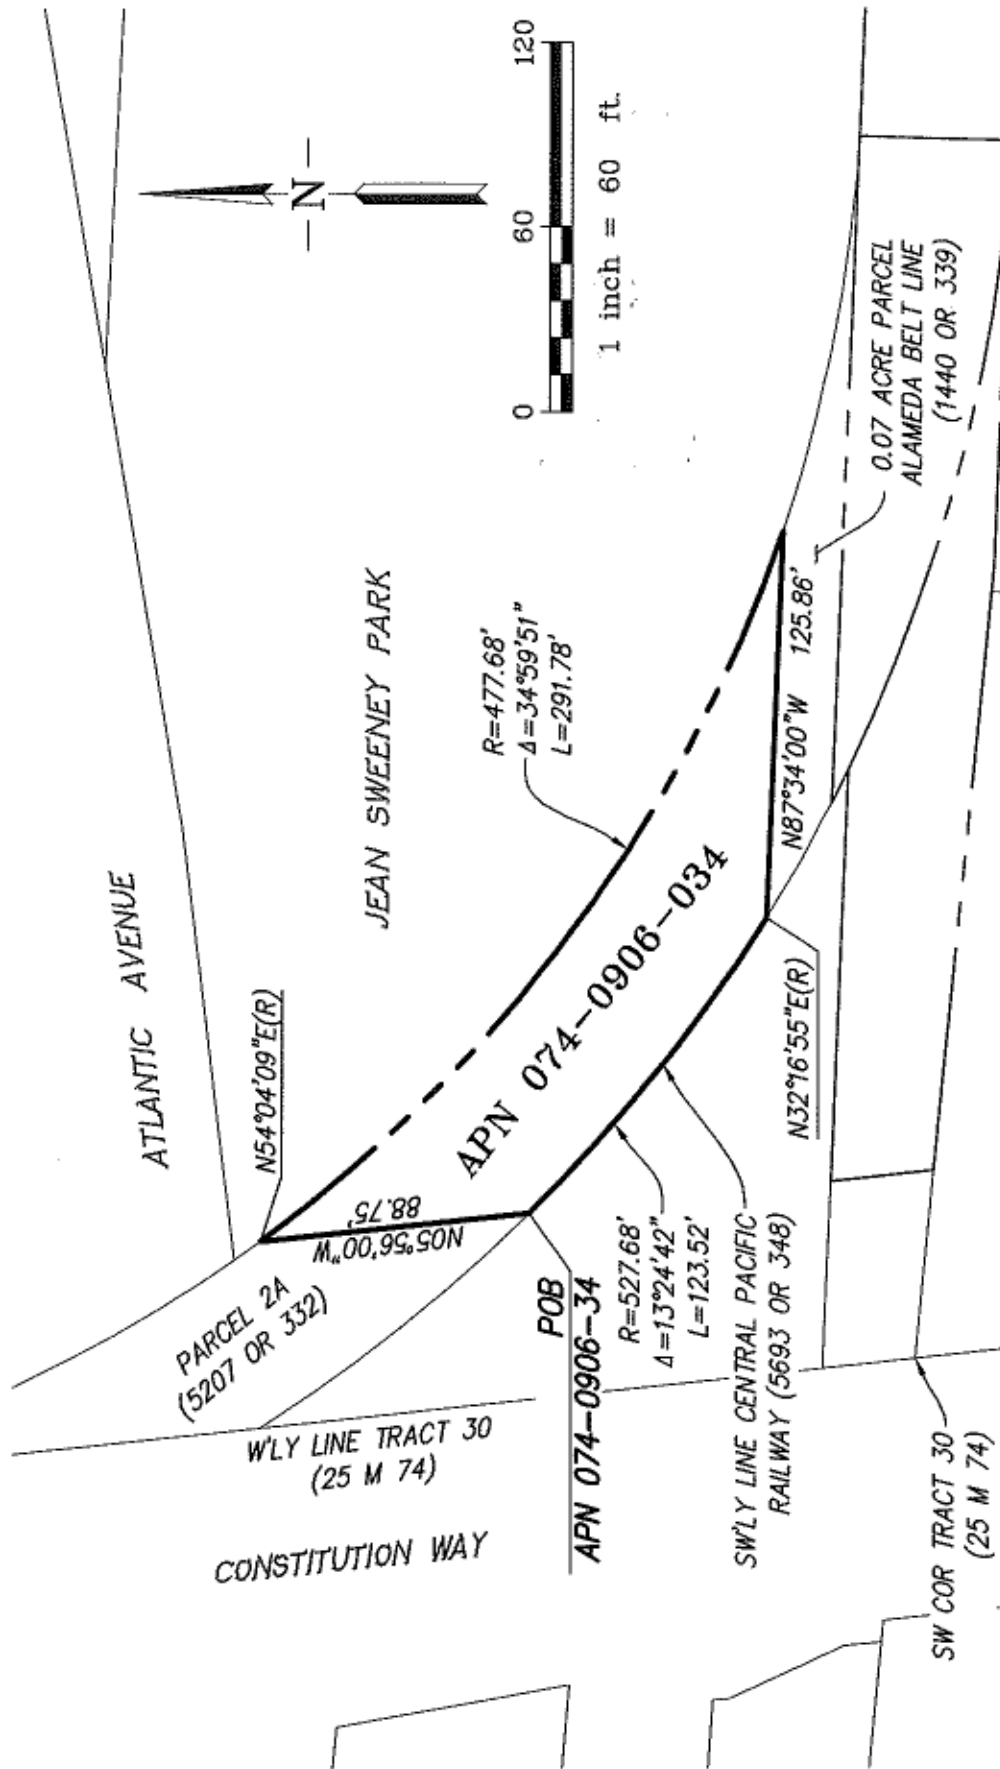 ATLANTIC AVENUE
120
60
0
1 inch = 60 ft.
—N—
JEAN SWEENEY PARK
N54°04'09"E(R)
R=477.68'
Δ=34°59'51"
L=291.78'
PARCEL 2A
(5207 OR 332)
N05°56'00"W
88.75'
APN 074-0906-034
W'LY LINE TRACT 30
(25 M 74)
CONSTITUTION WAY
POB
APN 074-0906-34
R=527.68'
Δ=13°24'42"
L=123.52'
SW'LY LINE CENTRAL PACIFIC
RAILWAY (5693 OR 348)
N32°16'55"E(R)
N87°34'00"W 125.86'
0.07 ACRE PARCEL
ALAMEDA BELT LINE
(1440 OR 339)
SW COR TRACT 30
(25 M 74)